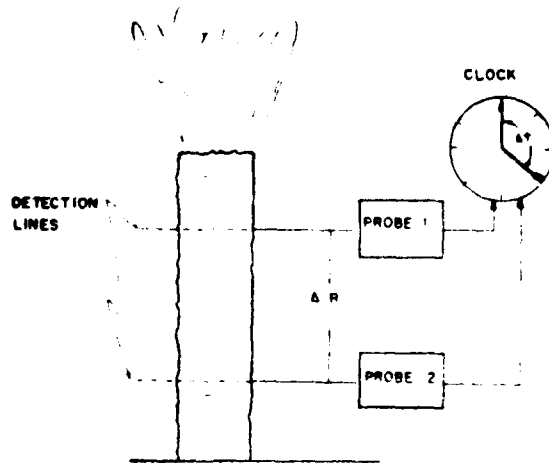 CLOCK
Δt
DETECTION
LINES
PROBE 1
Δ R
PROBE 2